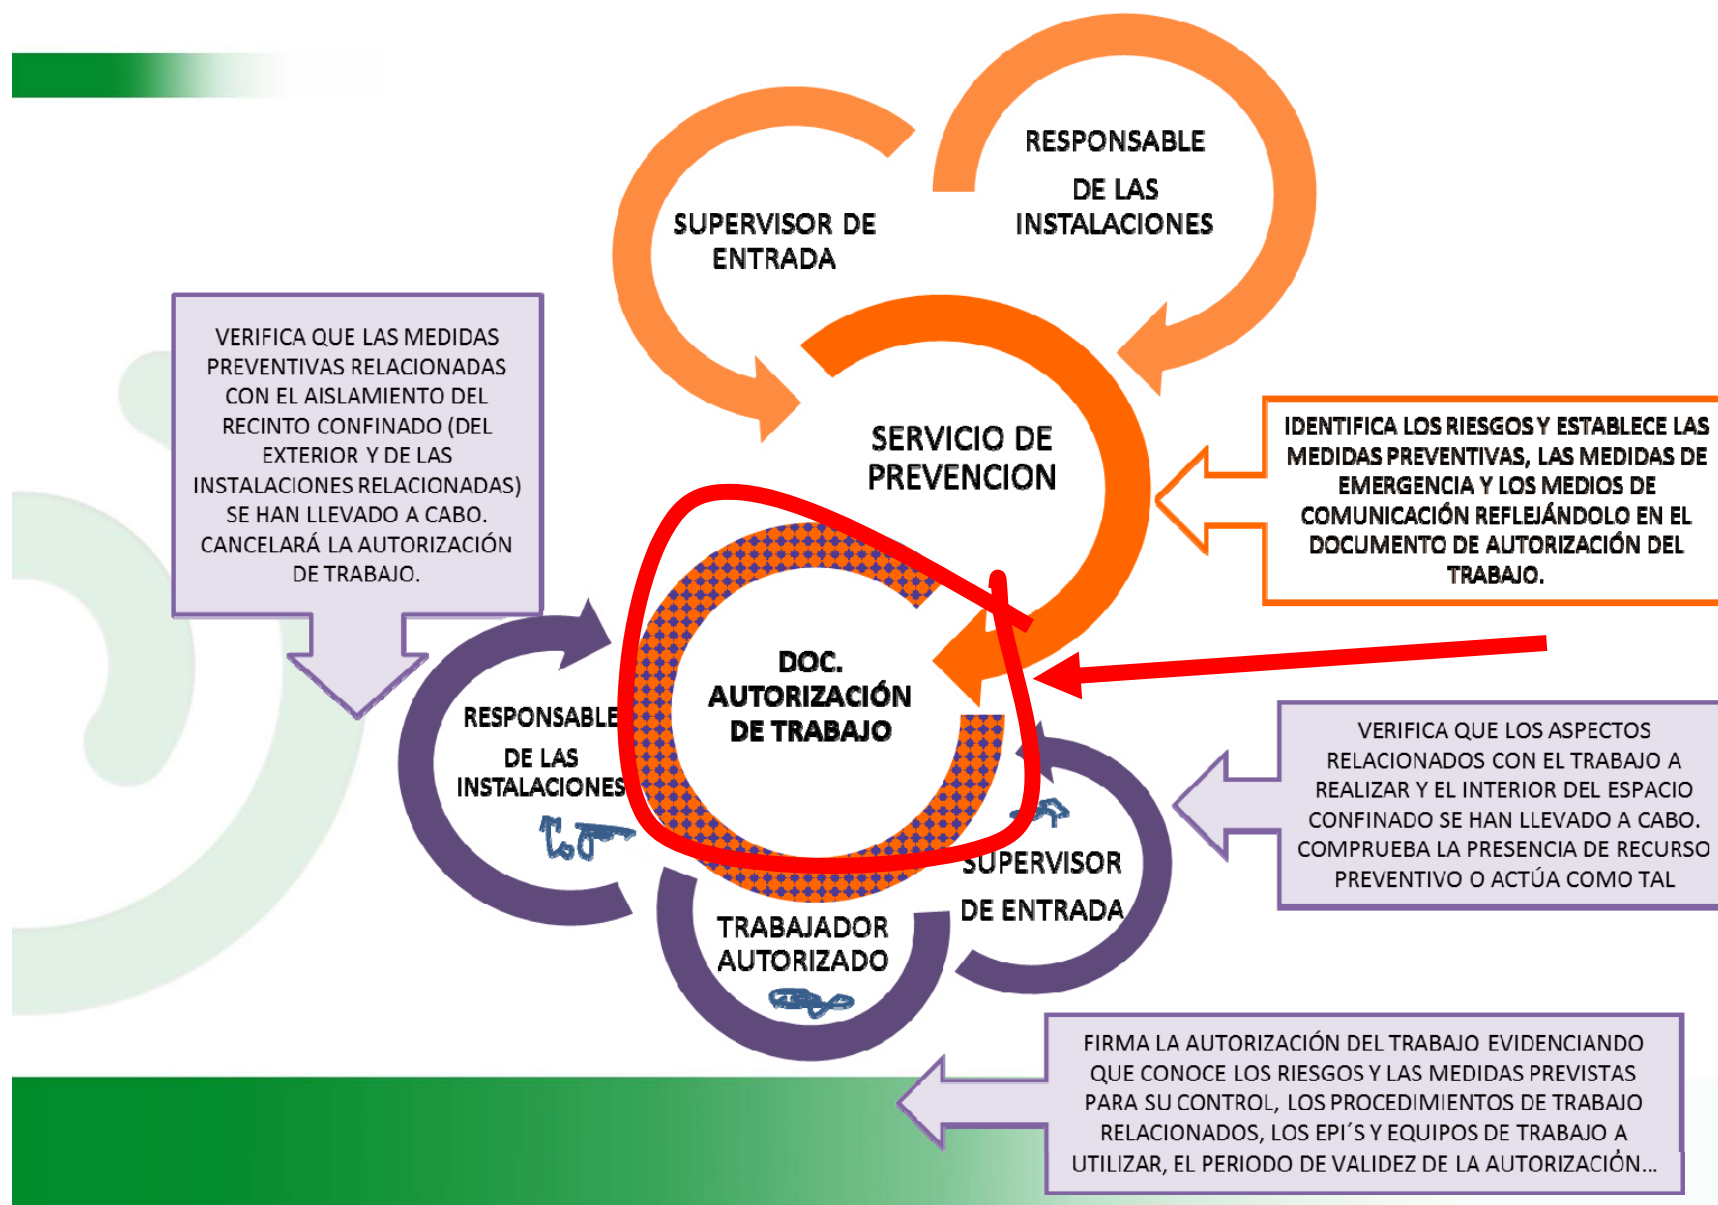 RESPONSABLE
DE LAS
INSTALACIONES
SUPERVISOR DE
ENTRADA
VERIFICA QUE LAS MEDIDAS
PREVENTIVAS RELACIONADAS
CON EL AISLAMIENTO DEL
RECINTO CONFINADO (DEL
EXTERIOR Y DE LAS
INSTALACIONES RELACIONADAS)
SE HAN LLEVADO A CABO.
CANCELARÁ LA AUTORIZACIÓN
DE TRABAJO.
SERVICIO DE
PREVENCION
IDENTIFICA LOS RIESGOS Y ESTABLECE LAS
MEDIDAS PREVENTIVAS, LAS MEDIDAS DE
EMERGENCIA Y LOS MEDIOS DE
COMUNICACIÓN REFLEJÁNDOLO EN EL
DOCUMENTO DE AUTORIZACIÓN DEL
TRABAJO.
DOC.
AUTORIZACIÓN
DE TRABAJO
RESPONSABLE
DE LAS
INSTALACIONES
VERIFICA QUE LOS ASPECTOS
RELACIONADOS CON EL TRABAJO A
REALIZAR Y EL INTERIOR DEL ESPACIO
CONFINADO SE HAN LLEVADO A CABO.
COMPRUEBA LA PRESENCIA DE RECURSO
PREVENTIVO O ACTÚA COMO TAL
SUPERVISOR
DE ENTRADA
TRABAJADOR
AUTORIZADO
FIRMA LA AUTORIZACIÓN DEL TRABAJO EVIDENCIANDO
QUE CONOCE LOS RIESGOS Y LAS MEDIDAS PREVISTAS
PARA SU CONTROL, LOS PROCEDIMIENTOS DE TRABAJO
RELACIONADOS, LOS EPI´S Y EQUIPOS DE TRABAJO A
UTILIZAR, EL PERIODO DE VALIDEZ DE LA AUTORIZACIÓN...